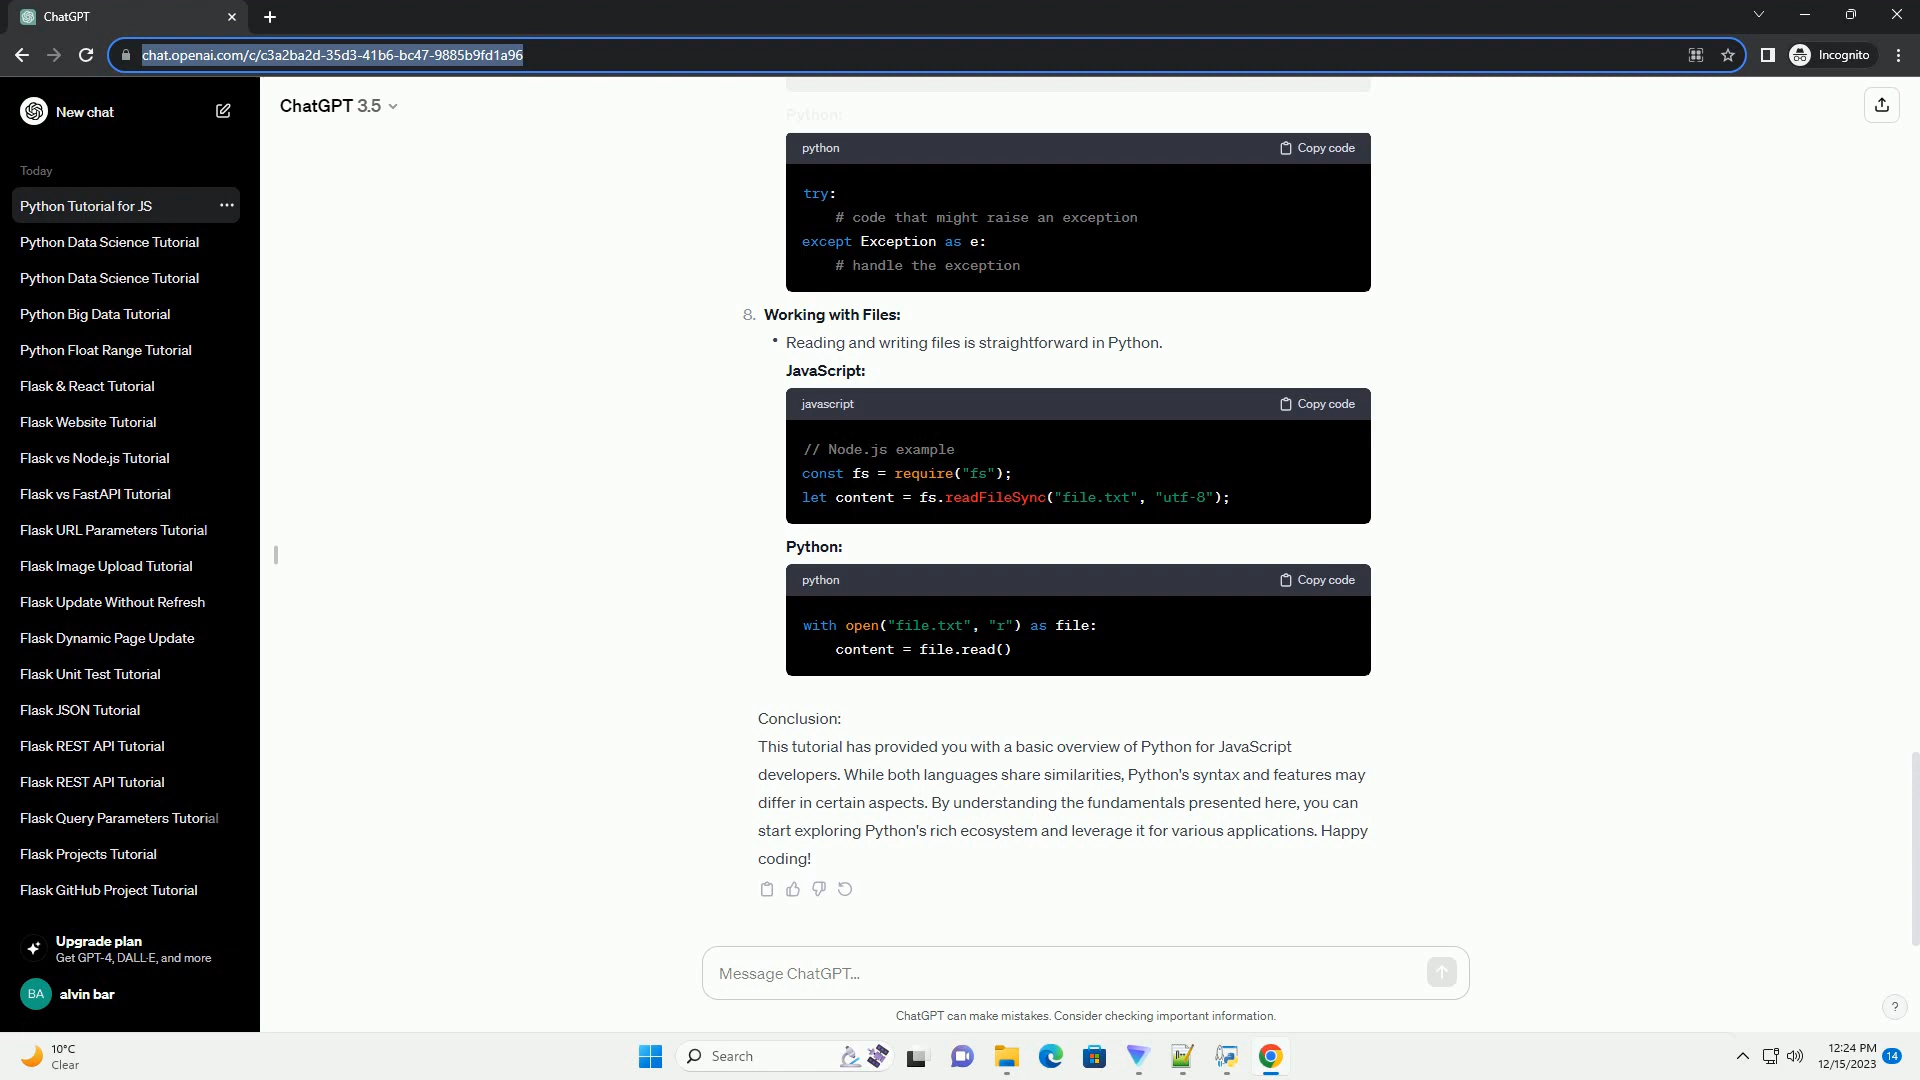 ChatGPT
chat.openai.com/c/c3a2ba2d-35d3-41b6-bc47-9885b9fd1a96
Incognito
New chat
Today
Python Tutorial for JS
Python Data Science Tutorial
Python Data Science Tutorial
Python Big Data Tutorial
Python Float Range Tutorial
Flask & React Tutorial
Flask Website Tutorial
Flask vs Node.js Tutorial
Flask vs FastAPI Tutorial
Flask URL Parameters Tutorial
Flask Image Upload Tutorial
Flask Update Without Refresh
Flask Dynamic Page Update
Flask Unit Test Tutorial
Flask JSON Tutorial
Flask REST API Tutorial
Flask REST API Tutorial
Flask Query Parameters Tutorial
Flask Projects Tutorial
Flask GitHub Project Tutorial
Upgrade plan
Get GPT-4, DALL·E, and more
BA alvin bar
ChatGPT 3.5
Python:
python Copy code
try:
# code that might raise an exception
except Exception as e:
# handle the exception
8. Working with Files:
• Reading and writing files is straightforward in Python.
JavaScript:
javascript Copy code
// Node.js example
const fs = require("fs");
let content = fs.readFileSync("file.txt", "utf-8");
Python:
python Copy code
with open("file.txt", "r") as file:
content = file.read()
Conclusion:
This tutorial has provided you with a basic overview of Python for JavaScript
developers. While both languages share similarities, Python's syntax and features may
differ in certain aspects. By understanding the fundamentals presented here, you can
start exploring Python's rich ecosystem and leverage it for various applications. Happy
coding!
Message ChatGPT...
ChatGPT can make mistakes. Consider checking important information.
?
10°C
Clear
Search
12:24 PM
12/15/2023
14